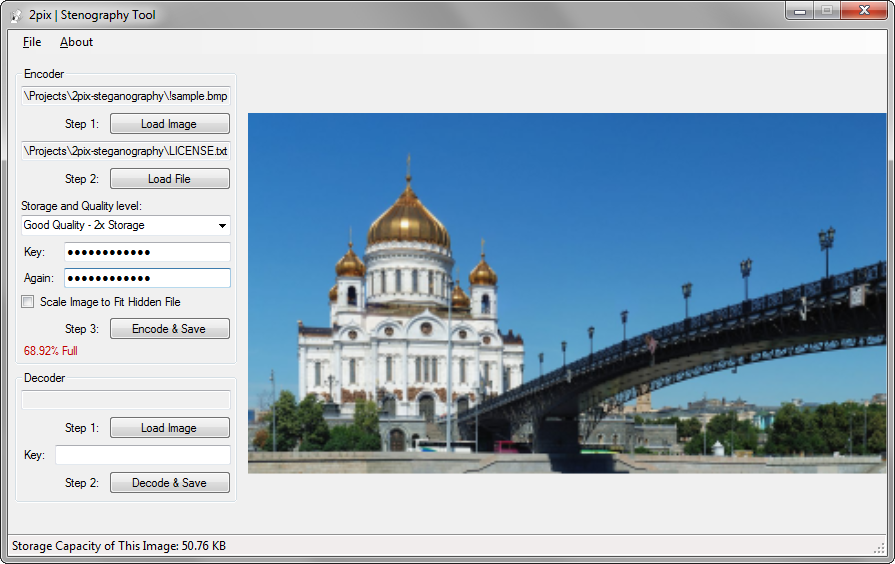 2pix | Stenography Tool
File About
Encoder
\Projects\2pix-steganography\!sample.bmp
Step 1: Load Image
\Projects\2pix-steganography\LICENSE.txt
Step 2: Load File
Storage and Quality level:
Good Quality - 2x Storage
Key: ●●●●●●●●●●●●
Again: ●●●●●●●●●●●●
Scale Image to Fit Hidden File
Step 3: Encode & Save
68.92% Full
Decoder
Step 1: Load Image
Key:
Step 2: Decode & Save
Storage Capacity of This Image: 50.76 KB